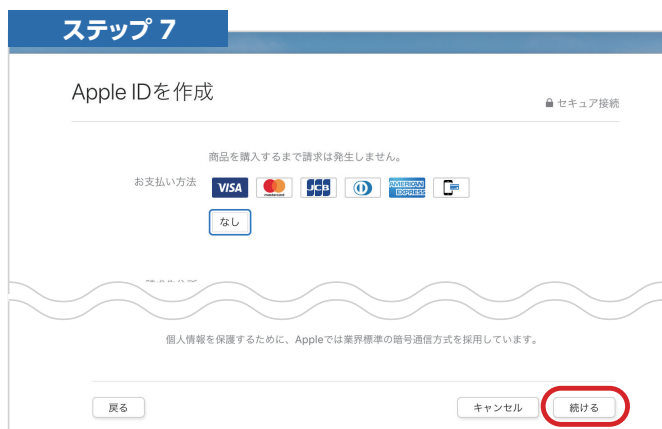 ステップ 7
Apple IDを作成
セキュア接続
商品を購入するまで請求は発生しません。
お支払い方法
VISA
mastercard
JCB
AMERICAN
EXPRESS
なし
個人情報を保護するために、Appleでは業界標準の暗号通信方式を採用しています。
戻る
キャンセル
続ける